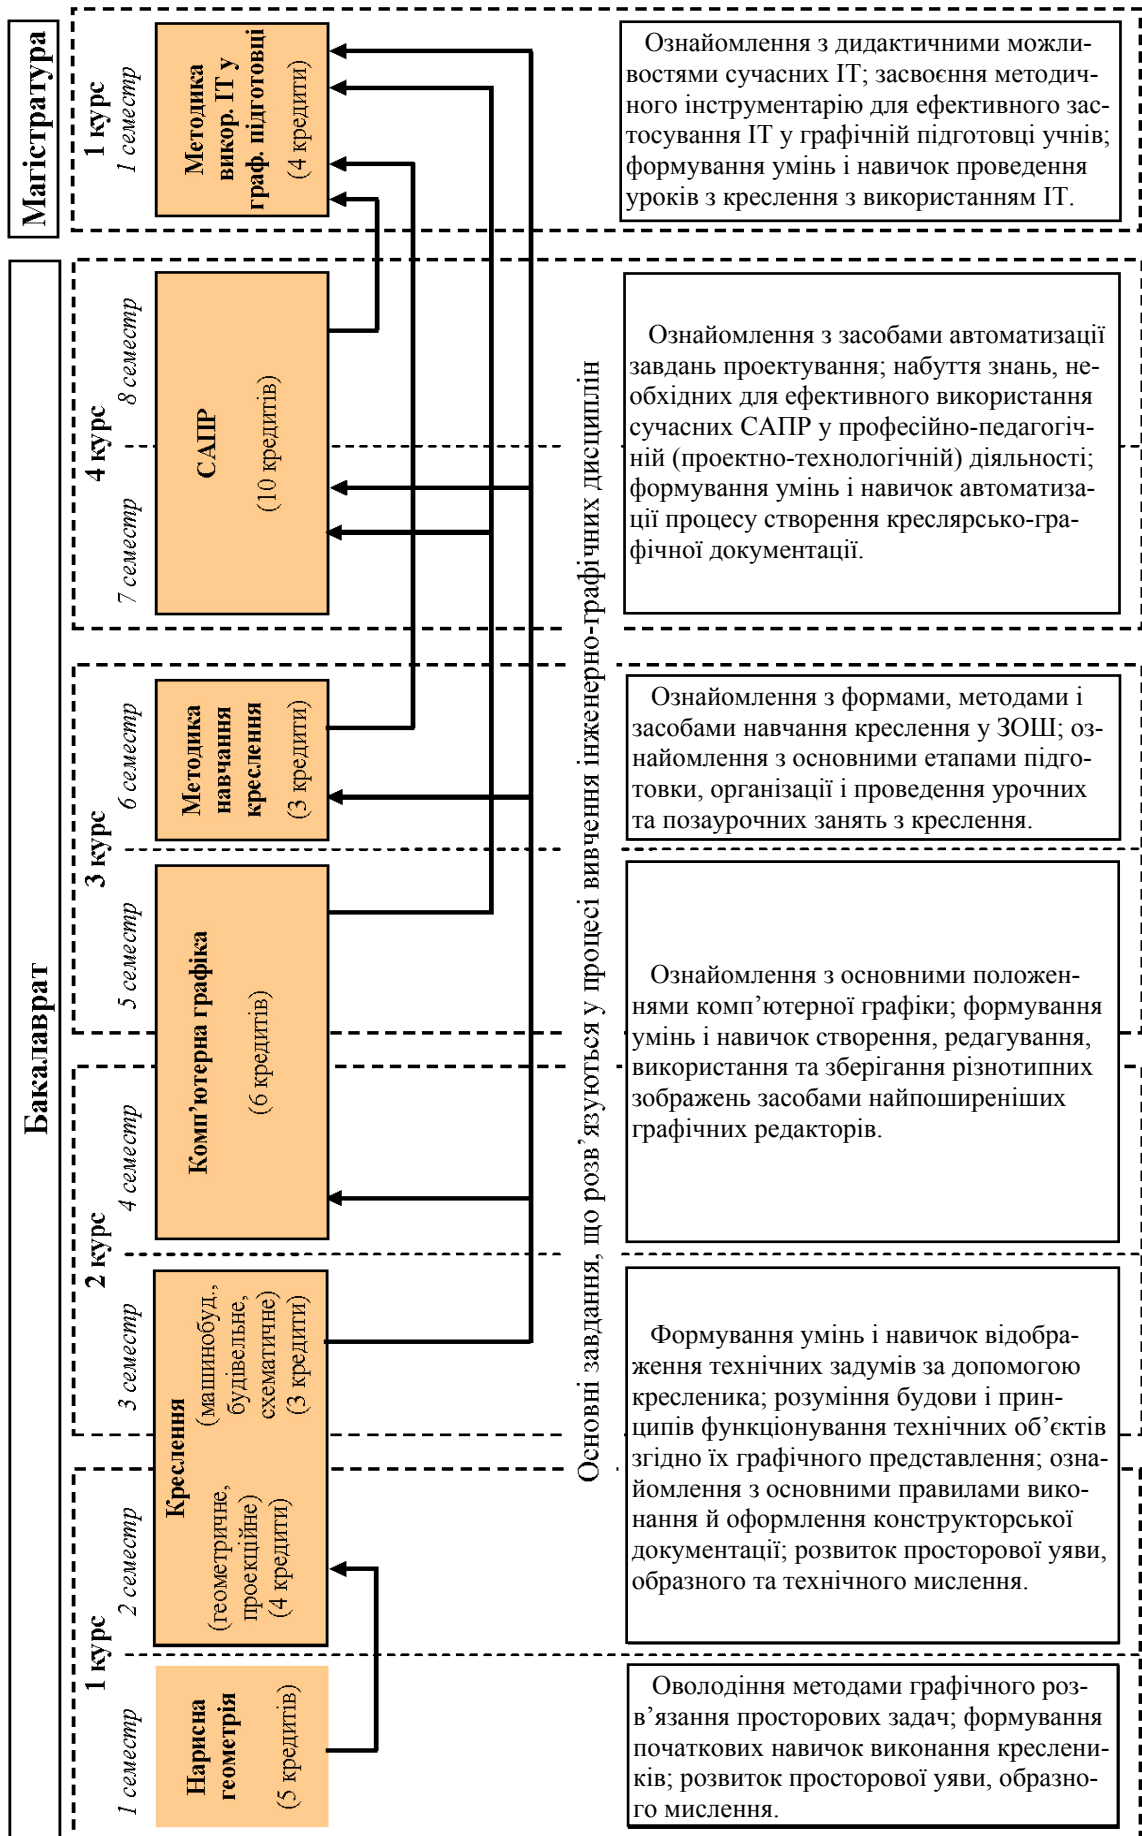 Магістратура
1 курс
1 семестр
Методика
викор. ІТ у
граф. підготовці
(4 кредити)
Ознайомлення з дидактичними можли-
востями сучасних ІТ; засвоєння методич-
ного інструментарію для ефективного зас-
тосування ІТ у графічній підготовці учнів;
формування умінь і навичок проведення
уроків з креслення з використанням ІТ.
Бакалаврат
4 курс
8 семестр
7 семестр
САПР
(10 кредитів)
Ознайомлення з засобами автоматизації
завдань проектування; набуття знань, не-
обхідних для ефективного використання
сучасних САПР у професійно-педагогіч-
ній (проектно-технологічній) діяльності;
формування умінь і навичок автоматиза-
ції процесу створення креслярсько-гра-
фічної документації.
Основні завдання, що розв’язуються у процесі вивчення інженерно-графічних дисциплін
3 курс
6 семестр
Методика
навчання
креслення
(3 кредити)
Ознайомлення з формами, методами і
засобами навчання креслення у ЗОШ; оз-
найомлення з основними етапами підго-
товки, організації і проведення урочних
та позаурочних занять з креслення.
5 семестр
Комп’ютерна графіка
(6 кредитів)
Ознайомлення з основними положен-
нями комп’ютерної графіки; формування
умінь і навичок створення, редагування,
використання та зберігання різнотипних
зображень засобами найпоширеніших
графічних редакторів.
2 курс
4 семестр
3 семестр
Креслення
(машинобуд.,
будівельне,
схематичне)
(3 кредити)
(геометричне,
проекційне)
(4 кредити)
Формування умінь і навичок відобра-
ження технічних задумів за допомогою
кресленика; розуміння будови і прин-
ципів функціонування технічних об’єктів
згідно їх графічного представлення; озна-
йомлення з основними правилами вико-
нання й оформлення конструкторської
документації; розвиток просторової уяви,
образного та технічного мислення.
1 курс
2 семестр
1 семестр
Нарисна
геометрія
(5 кредитів)
Оволодіння методами графічного роз-
в’язання просторових задач; формування
початкових навичок виконання креслени-
ків; розвиток просторової уяви, образно-
го мислення.